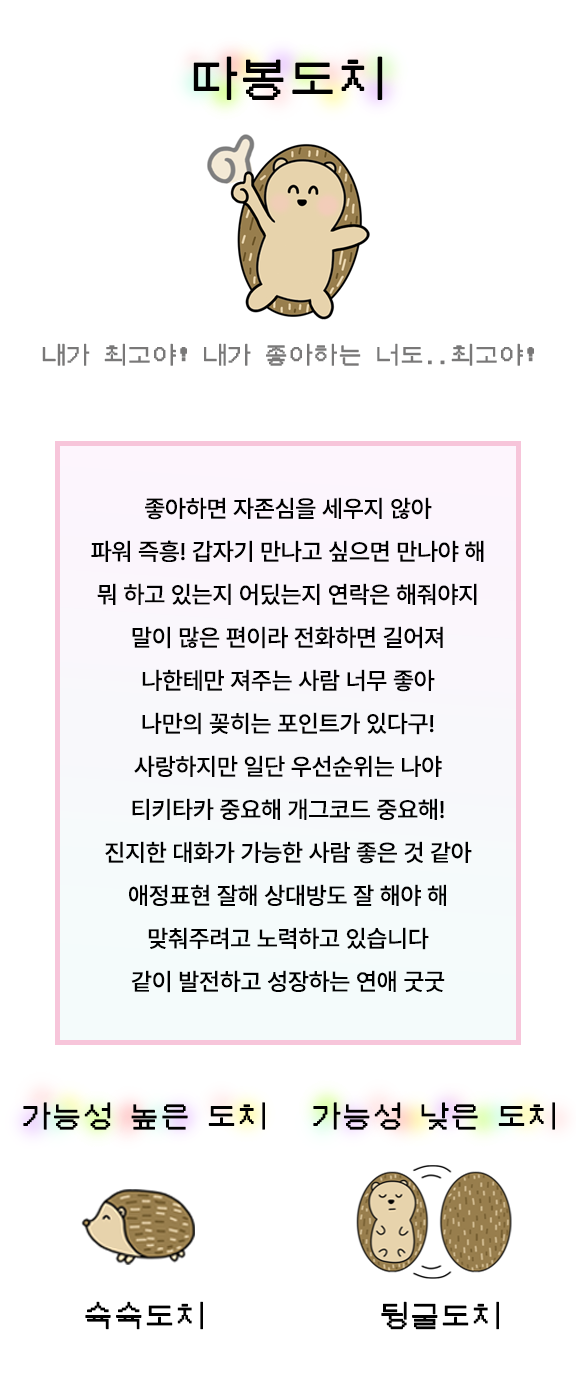 따봉도치
내가 최고야! 내가 좋아하는 너도..최고야!
좋아하면 자존심을 세우지 않아
파워 즉흥! 갑자기 만나고 싶으면 만나야 해
뭐 하고 있는지 어딨는지 연락은 해줘야지
말이 많은 편이라 전화하면 길어져
나한테만 져주는 사람 너무 좋아
나만의 꽂히는 포인트가 있다구!
사랑하지만 일단 우선순위는 나야
티키타카 중요해 개그코드 중요해!
진지한 대화가 가능한 사람 좋은 것 같아
애정표현 잘해 상대방도 잘 해야 해
맞춰주려고 노력하고 있습니다
같이 발전하고 성장하는 연애 굿굿
가능성 높은 도치 가능성 낮은 도치
슉슉도치 뒹굴도치